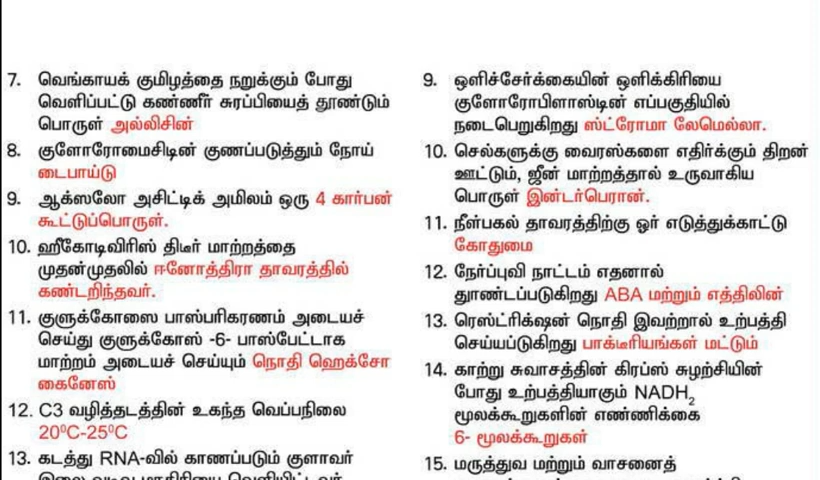 7. வெங்காயக் குமிழத்தை நறுக்கும் போது
வெளிப்பட்டு கண்ணீர் சுரப்பியைத் தூண்டும்
பொருள் அல்லிசின்
8. குளோரோமைசிடின் குணப்படுத்தும் நோய்
டைபாய்டு
9. ஆக்ஸலோ அசிட்டிக் அமிலம் ஒரு 4 கார்பன்
கூட்டுப்பொருள்.
10. ஹீகோடிவிரிஸ் திடீர் மாற்றத்தை
முதன்முதலில் ஈனோத்திரா தாவரத்தில்
கண்டறிந்தவர்.
11. குளுக்கோஸை பாஸ்பரிகரணம் அடையச்
செய்து குளுக்கோஸ் -6- பாஸ்பேட்டாக
மாற்றம் அடையச் செய்யும் நொதி ஹெக்சோ
கைனேஸ்
12. C3 வழித்தடத்தின் உகந்த வெப்பநிலை
20⁰C-25⁰C
13. கடத்து RNA-வில் காணப்படும் குளாவர்
9. ஒளிச்சேர்க்கையின் ஒளிக்கிரியை
குளோரோபிளாஸ்டின் எப்பகுதியில்
நடைபெறுகிறது ஸ்ட்ரோமா லேமெல்லா.
10. செல்களுக்கு வைரஸ்களை எதிர்க்கும் திறன்
ஊட்டும், ஜீன் மாற்றத்தால் உருவாகிய
பொருள் இன்டர்பெரான்.
11. நீள்பகல் தாவரத்திற்கு ஓர் எடுத்துக்காட்டு
கோதுமை
12. நேர்ப்புவி நாட்டம் எதனால்
துாண்டப்படுகிறது ABA மற்றும் எத்திலின்
13. ரெஸ்ட்ரிக்ஷன் நொதி இவற்றால் உற்பத்தி
செய்யப்படுகிறது பாக்டீரியங்கள் மட்டும்
14. காற்று சுவாசத்தின் கிரப்ஸ் சுழற்சியின்
போது உற்பத்தியாகும் NADH₂
மூலக்கூறுகளின் எண்ணிக்கை
6- மூலக்கூறுகள்
15. மருத்துவ மற்றும் வாசனைத்